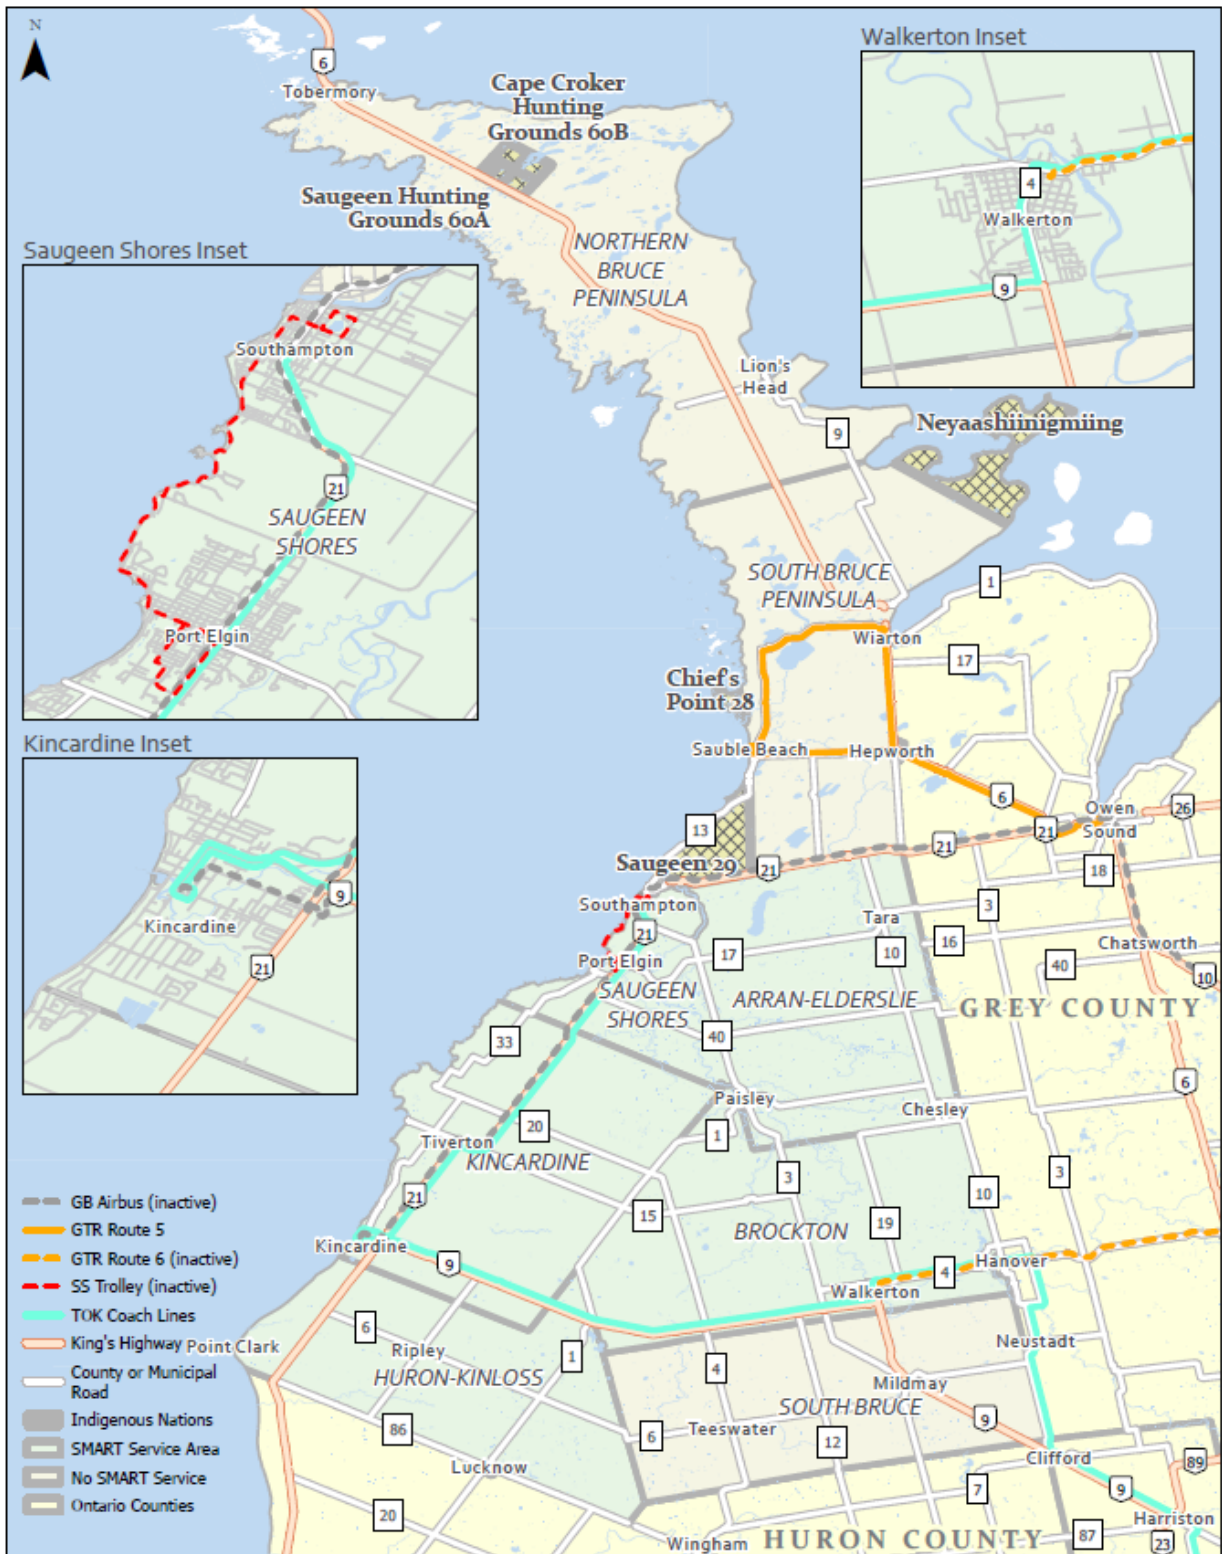 N
6
Tobermory
Cape Croker
Hunting
Grounds 60B
Saugeen Hunting
Grounds 60A
NORTHERN
BRUCE
PENINSULA
Walkerton Inset
4
Walkerton
9
Saugeen Shores Inset
Southampton
21
SAUGEEN
SHORES
Port Elgin
Lion's
Head
9
Neyaashiinigmiing
SOUTH BRUCE
PENINSULA
1
Wiarton
17
Chief's
Point 28
Sauble Beach
Hepworth
6
Owen
Sound
26
21
13
21
Saugeen 29
21
18
Kincardine Inset
9
Kincardine
21
Southampton
21
Tara
3
Port Elgin
17
10
16
Chatsworth
40
10
SAUGEEN
SHORES
ARRAN-ELDERSLIE
GREY COUNTY
33
40
6
Paisley
Chesley
20
1
Tiverton
KINCARDINE
3
3
10
21
15
19
BROCKTON
Kincardine
9
4
Hanover
Walkerton
6
Neustadt
Point Clark
Ripley
1
4
HURON-KINLOSS
Mildmay
SOUTH BRUCE
9
86
6
Teeswater
12
Clifford
89
Lucknow
7
9
20
Harriston
Wingham
HURON COUNTY
87
23
GB Airbus (inactive)
GTR Route 5
GTR Route 6 (inactive)
SS Trolley (inactive)
TOK Coach Lines
King's Highway
County or Municipal
Road
Indigenous Nations
SMART Service Area
No SMART Service
Ontario Counties